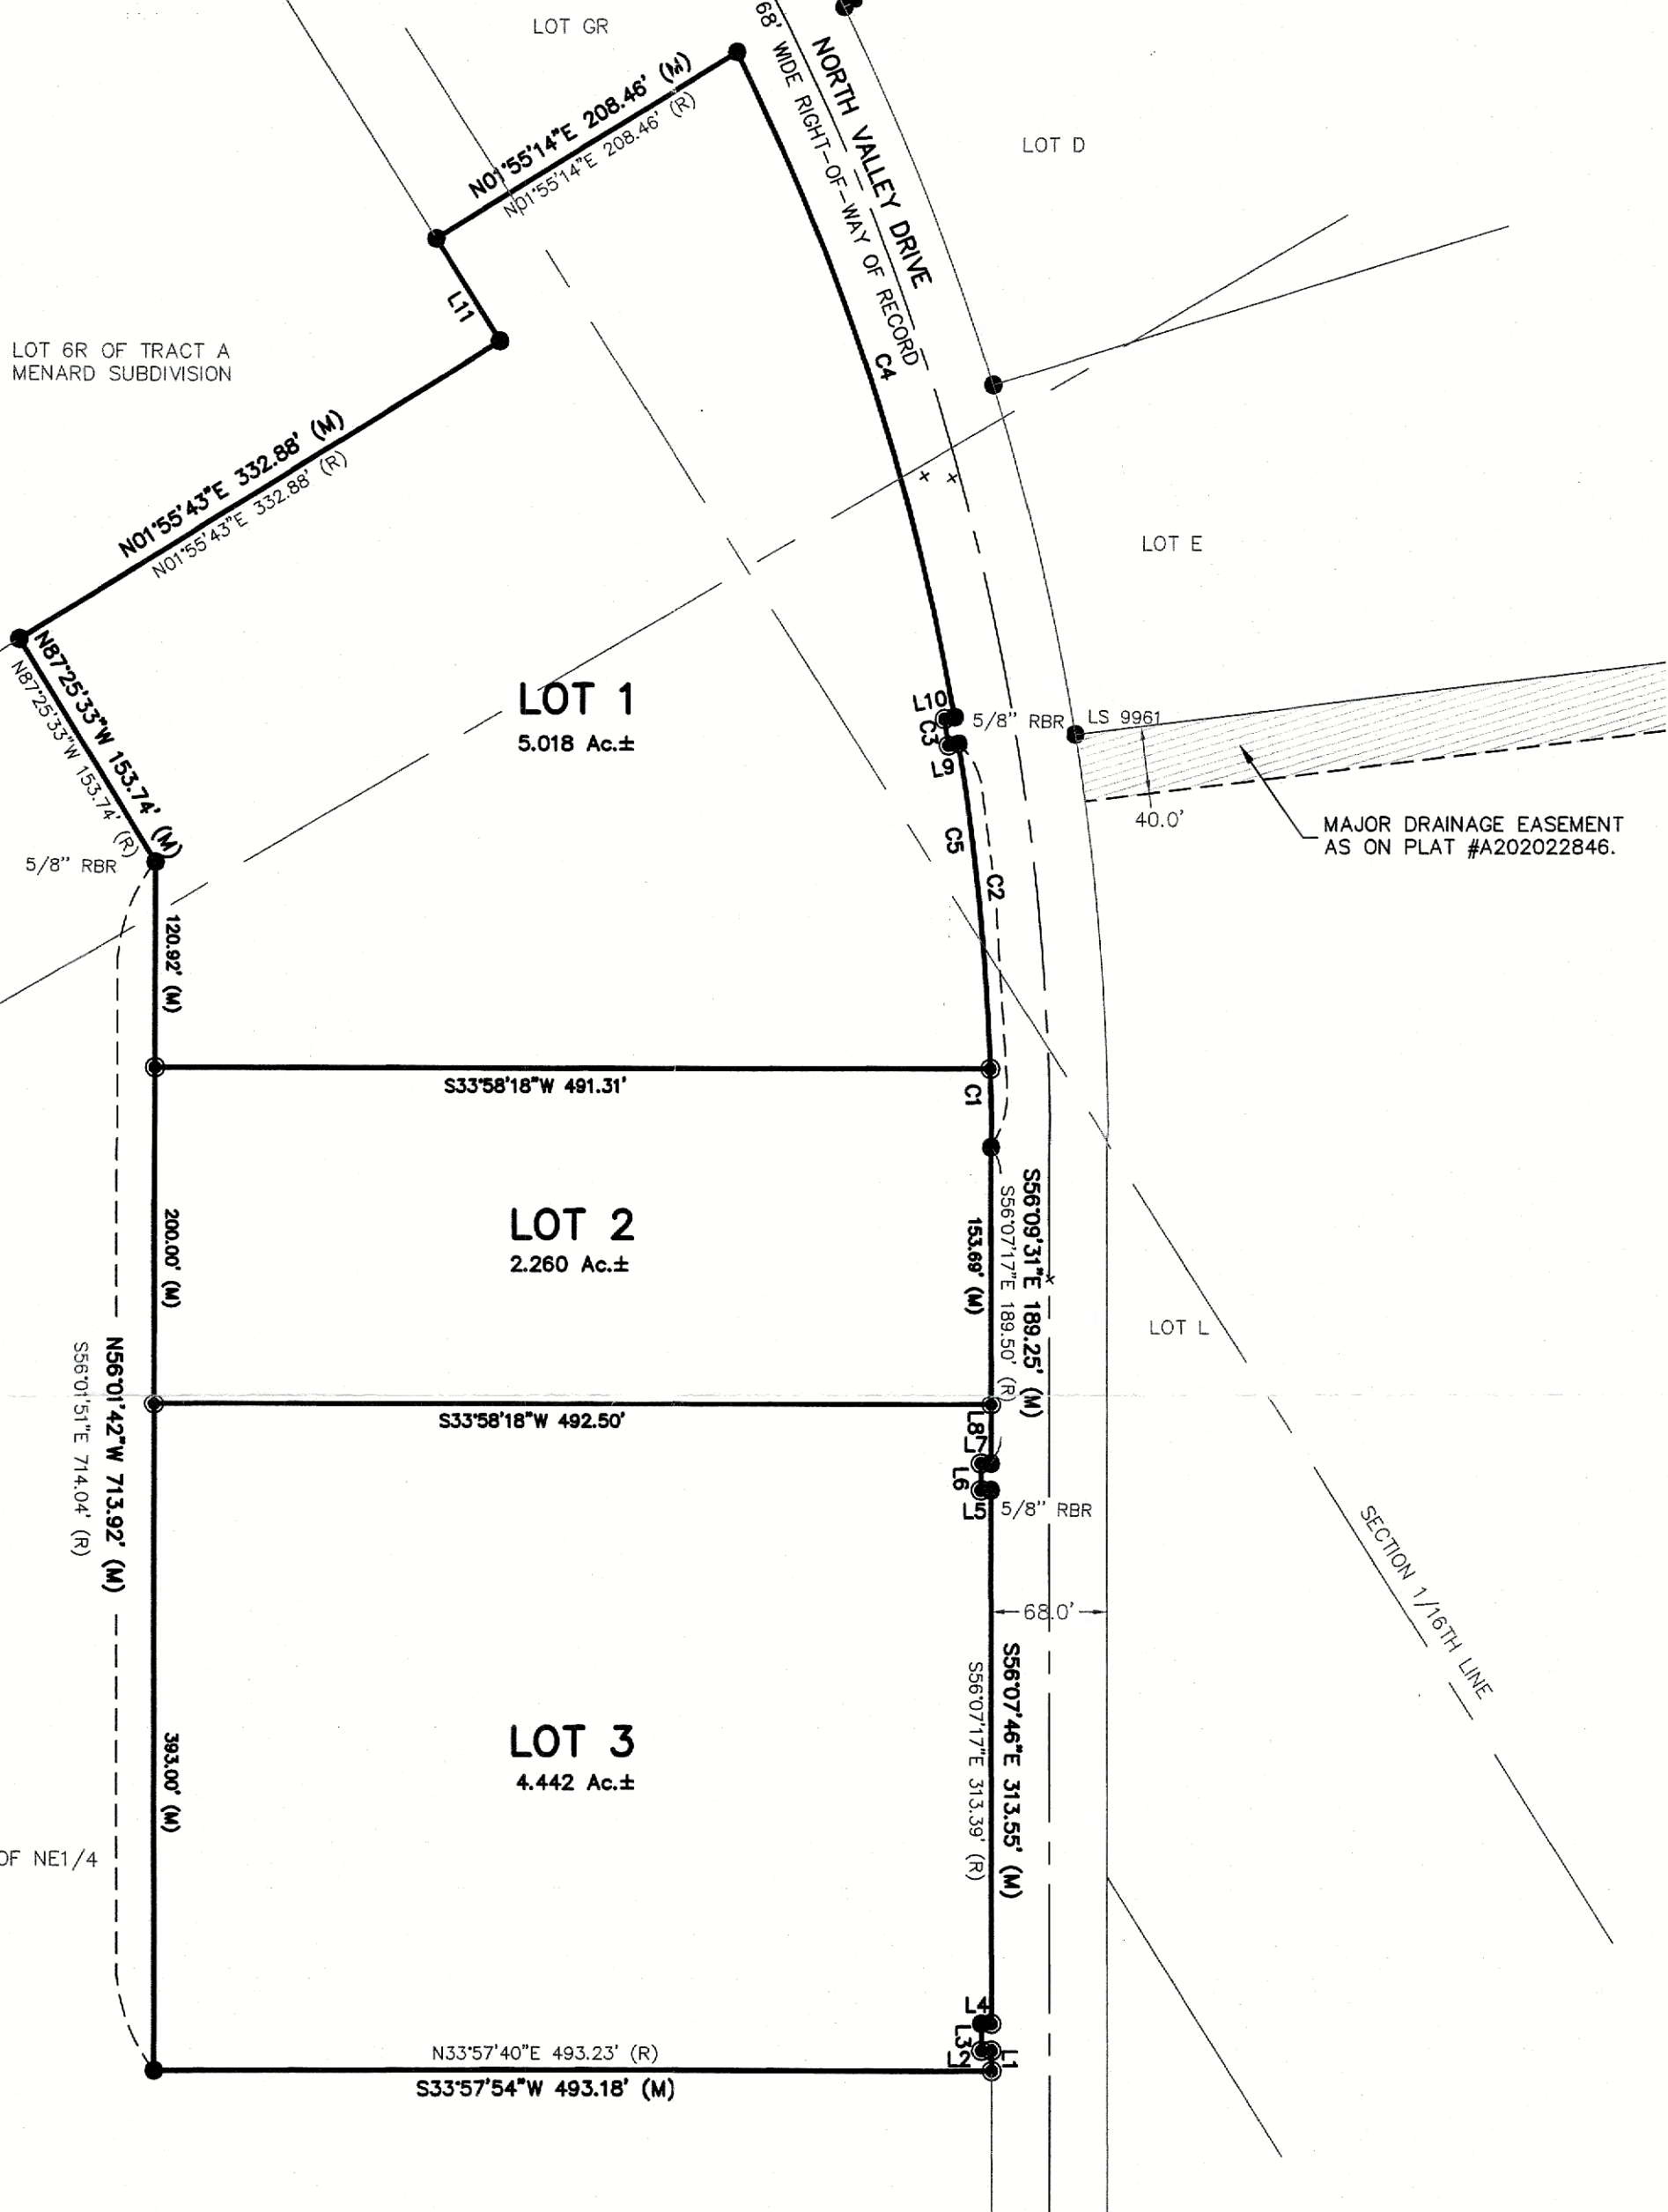 LOT GR
68' WIDE RIGHT-OF-WAY OF RECORD
NORTH VALLEY DRIVE
N01°55'14"E 208.46' (M)
N01°55'14"E 208.46' (R)
LOT D
L11
LOT 6R OF TRACT A
MENARD SUBDIVISION
C4
N01°55'43"E 332.88' (M)
N01°55'43"E 332.88' (R)
LOT E
N87°25'33"W 153.74' (M)
N87°25'33"W 153.74' (R)
LOT 1
5.018 Ac.±
L10
5/8" RBR
LS 9961
C3
L9
40.0'
MAJOR DRAINAGE EASEMENT
AS ON PLAT #A202022846.
C5
C2
5/8" RBR
120.92' (M)
S33°58'18"W 491.31'
C1
LOT 2
2.260 Ac.±
200.00' (M)
153.69' (M)
S56°09'31"E 189.25' (M)
S56°07'17"E 189.50' (R)
LOT L
N56°01'42"W 713.92' (M)
S56°01'51"E 714.04' (R)
S33°58'18"W 492.50'
L8
L7
L6
L5
5/8" RBR
SECTION 1/16TH LINE
68.0'
S56°07'46"E 313.55' (M)
S56°07'17"E 313.39' (R)
LOT 3
4.442 Ac.±
393.00' (M)
OF NE1/4
L4
L3
L2
L1
N33°57'40"E 493.23' (R)
S33°57'54"W 493.18' (M)